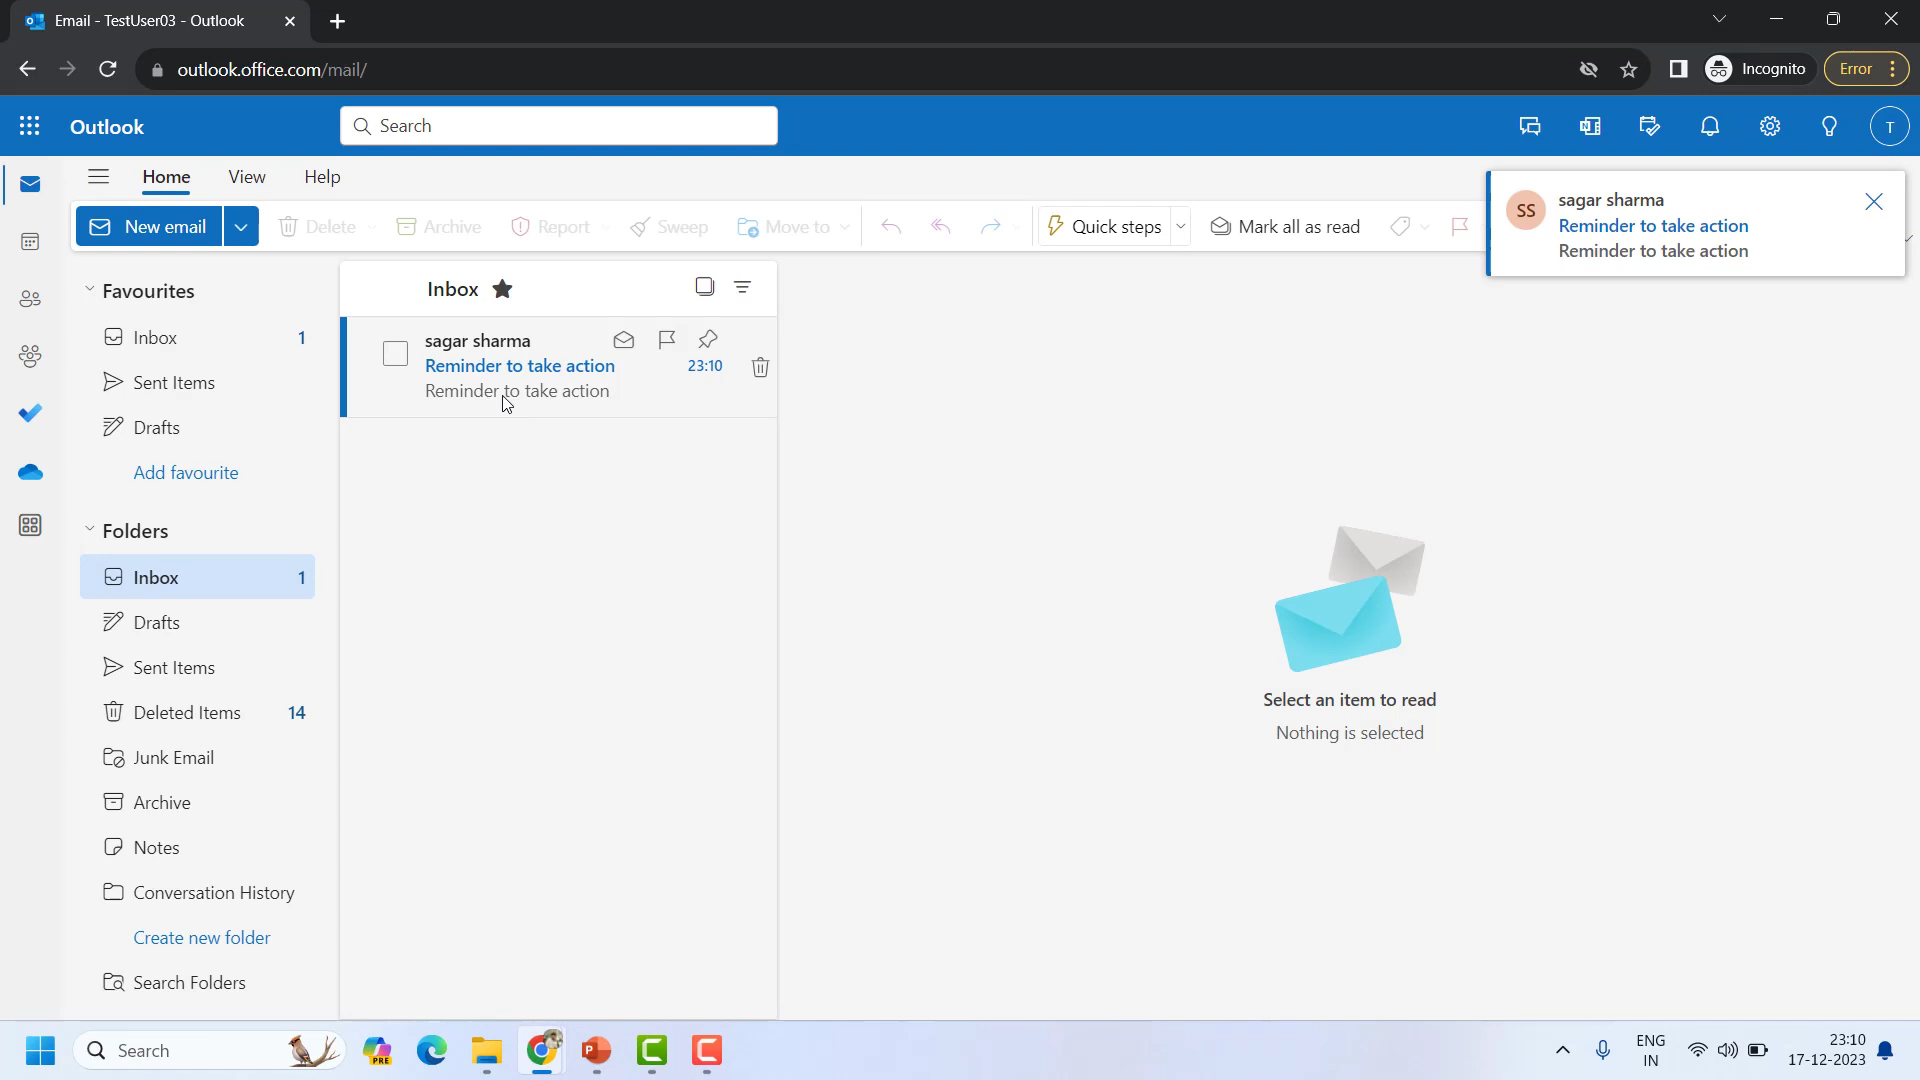 Email - TestUser03 - Outlook
outlook.office.com/mail/
Incognito
Error
Outlook
Search
T
Home View Help
New email Delete Archive Report Sweep Move to Quick steps Mark all as read
SS
sagar sharma
Reminder to take action
Reminder to take action
Favourites
Inbox 1
Sent Items
Drafts
Add favourite
Folders
Inbox 1
Drafts
Sent Items
Deleted Items 14
Junk Email
Archive
Notes
Conversation History
Create new folder
Search Folders
Inbox
sagar sharma
Reminder to take action 23:10
Reminder to take action
Select an item to read
Nothing is selected
Search
PRE
ENG
IN
23:10
17-12-2023